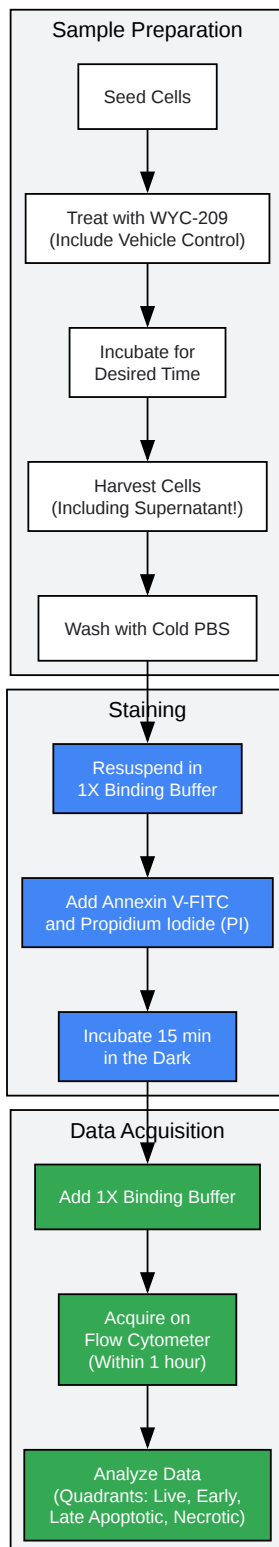 Sample Preparation
Seed Cells
Treat with WYC-209
(Include Vehicle Control)
Incubate for
Desired Time
Harvest Cells
(Including Supernatant!)
Wash with Cold PBS
Staining
Resuspend in
1X Binding Buffer
Add Annexin V-FITC
and Propidium Iodide (PI)
Incubate 15 min
in the Dark
Data Acquisition
Add 1X Binding Buffer
Acquire on
Flow Cytometer
(Within 1 hour)
Analyze Data
(Quadrants: Live, Early,
Late Apoptotic, Necrotic)